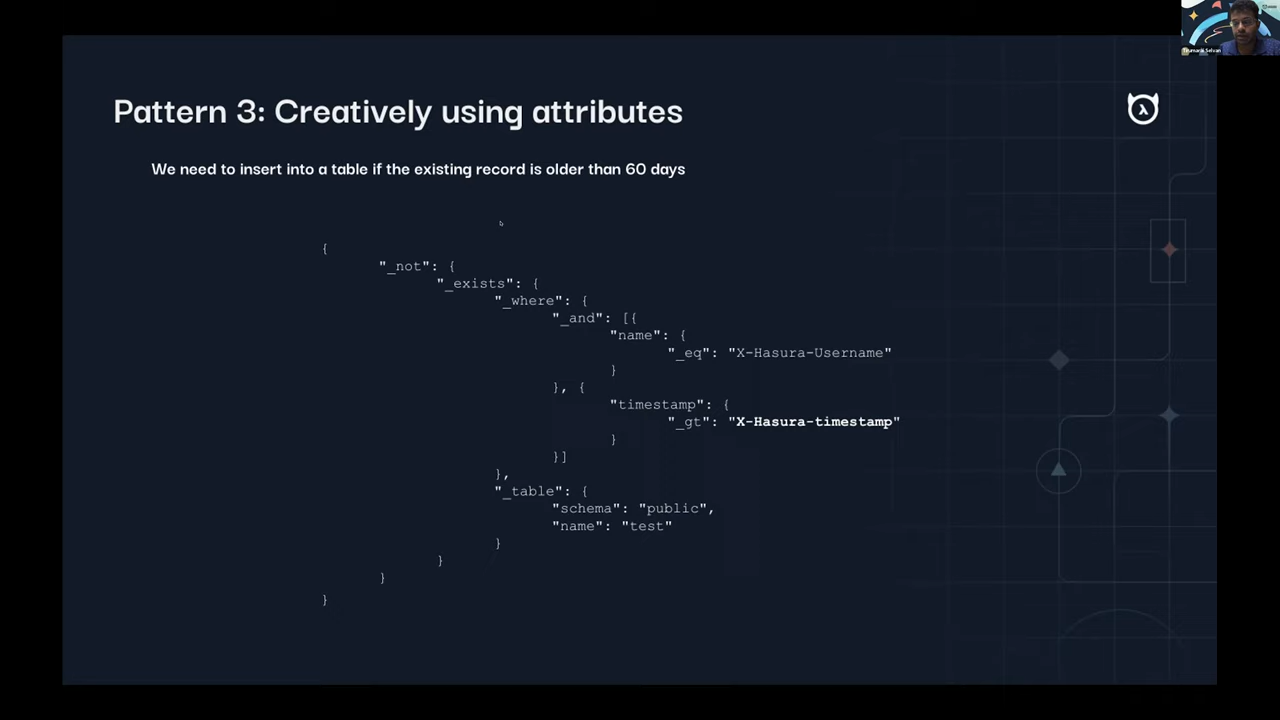 Pattern 3: Creatively using attributes
We need to insert into a table if the existing record is older than 60 days
{
"_not": {
"_exists": {
"_where": {
"_and": [{
"name": {
"_eq": "X-Hasura-Username"
}
}, {
"timestamp": {
"_gt": "X-Hasura-timestamp"
}
}]
},
"_table": {
"schema": "public",
"name": "test"
}
}
}
}
λ